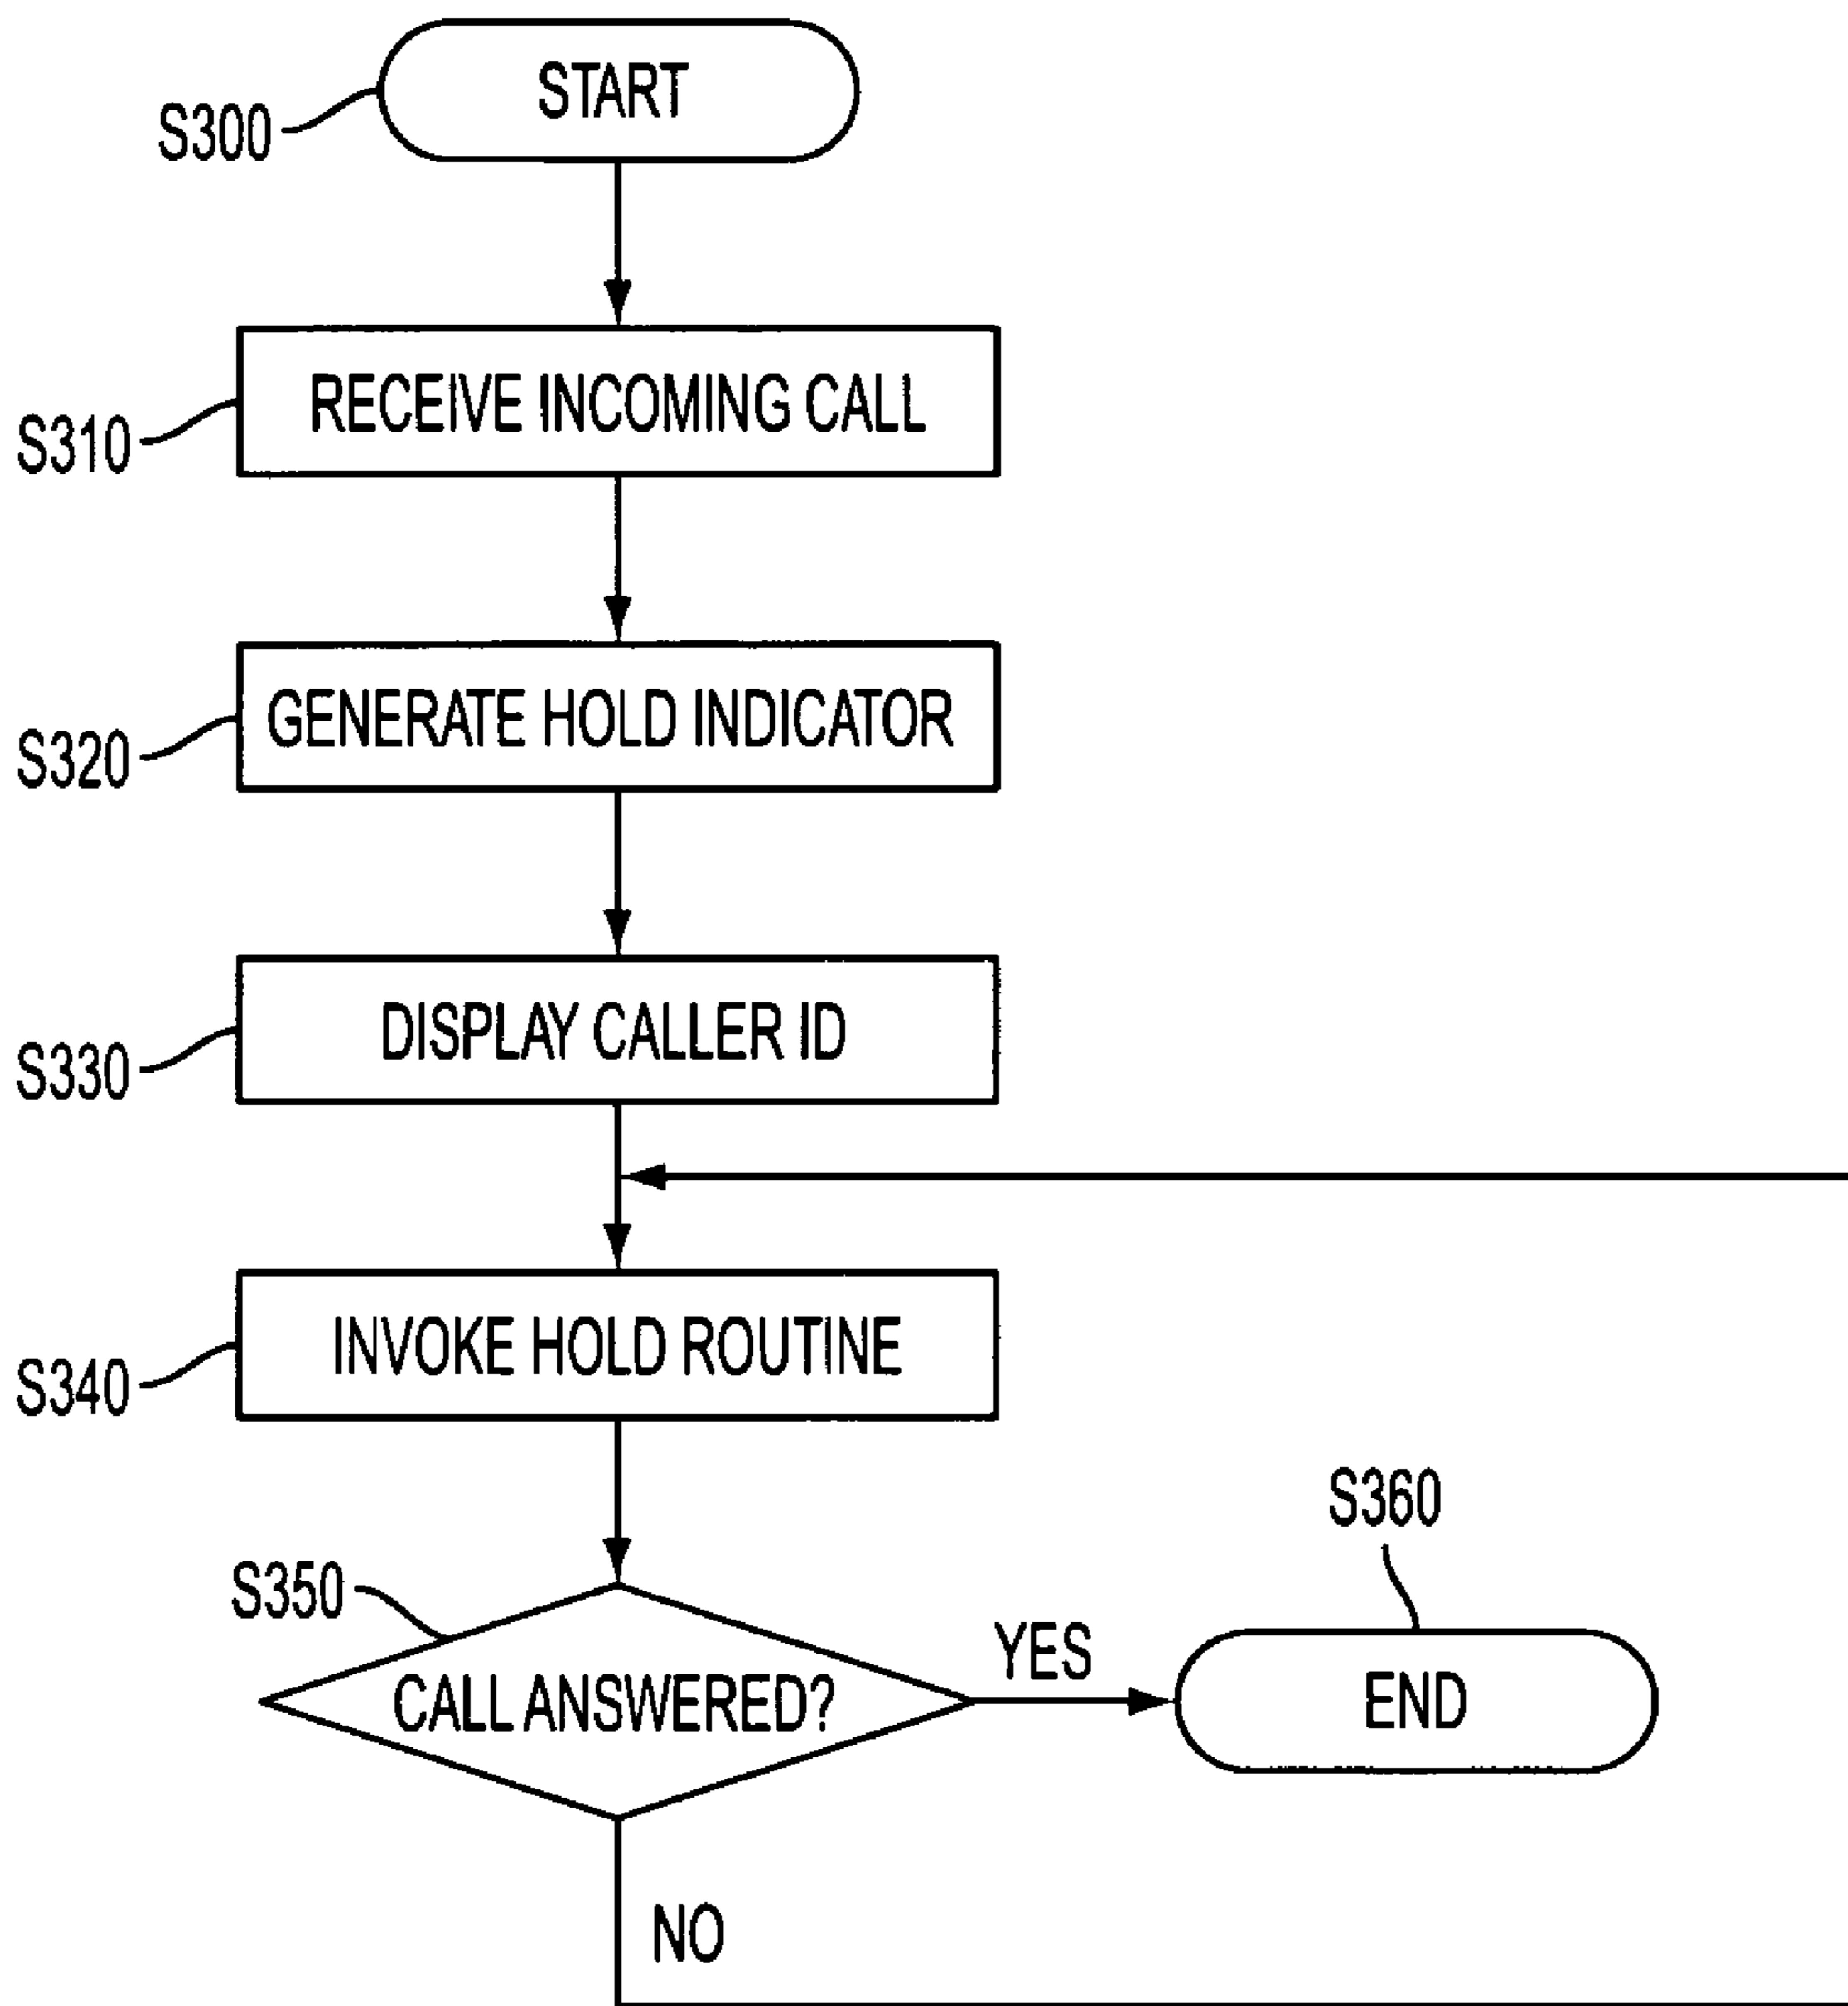 START
S300
RECEIVE INCOMING CALL
S310
GENERATE HOLD INDICATOR
S320
DISPLAY CALLER ID
S330
INVOKE HOLD ROUTINE
S340
S360
S350
YES
CALL ANSWERED?
END
NO